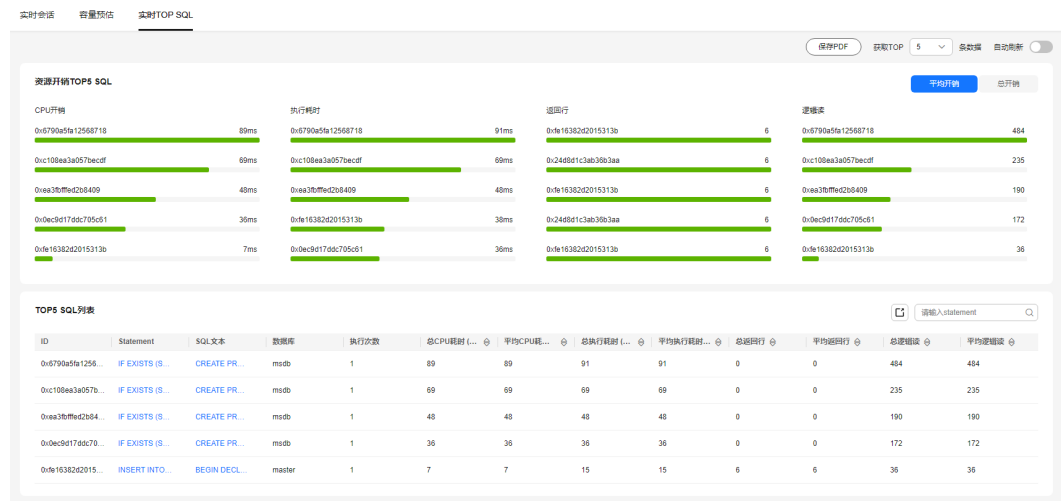 实时会话 容量预估 实时TOP SQL
保存PDF 获取TOP 5 条数据 自动刷新
资源开销TOP5 SQL 平均开销 总开销
CPU开销 执行耗时 返回行 逻辑读
0x6790a5fa12568718 89ms 0x6790a5fa12568718 91ms 0xfe16382d2015313b 6 0x6790a5fa12568718 484
0xc108ea3a057becdf 69ms 0xc108ea3a057becdf 69ms 0x24d8d1c3ab36b3aa 6 0xc108ea3a057becdf 235
0xea3fbfffed2b8409 48ms 0xea3fbfffed2b8409 48ms 0xfe16382d2015313b 6 0xea3fbfffed2b8409 190
0x0ec9d17ddc705c61 36ms 0xfe16382d2015313b 38ms 0x24d8d1c3ab36b3aa 6 0x0ec9d17ddc705c61 172
0xfe16382d2015313b 7ms 0x0ec9d17ddc705c61 36ms 0xfe16382d2015313b 6 0xfe16382d2015313b 36
TOP5 SQL列表 请输入statement
ID Statement SQL文本 数据库 执行次数 总CPU耗时 (... 平均CPU耗... 总执行耗时 (... 平均执行耗时... 总返回行 平均返回行 总逻辑读 平均逻辑读
0x6790a5fa1256... IF EXISTS (S... CREATE PR... msdb 1 89 89 91 91 0 0 484 484
0xc108ea3a057b... IF EXISTS (S... CREATE PR... msdb 1 69 69 69 69 0 0 235 235
0xea3fbfffed2b84... IF EXISTS (S... CREATE PR... msdb 1 48 48 48 48 0 0 190 190
0x0ec9d17ddc70... IF EXISTS (S... CREATE PR... msdb 1 36 36 36 36 0 0 172 172
0xfe16382d2015... INSERT INTO... BEGIN DECL... master 1 7 7 15 15 6 6 36 36